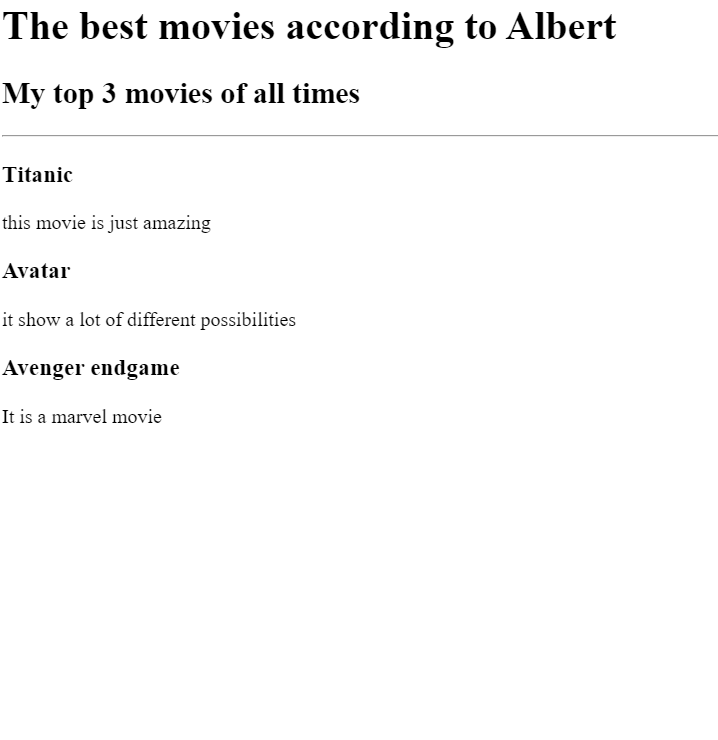 The best movies according to Albert
My top 3 movies of all times
Titanic
this movie is just amazing
Avatar
it show a lot of different possibilities
Avenger endgame
It is a marvel movie